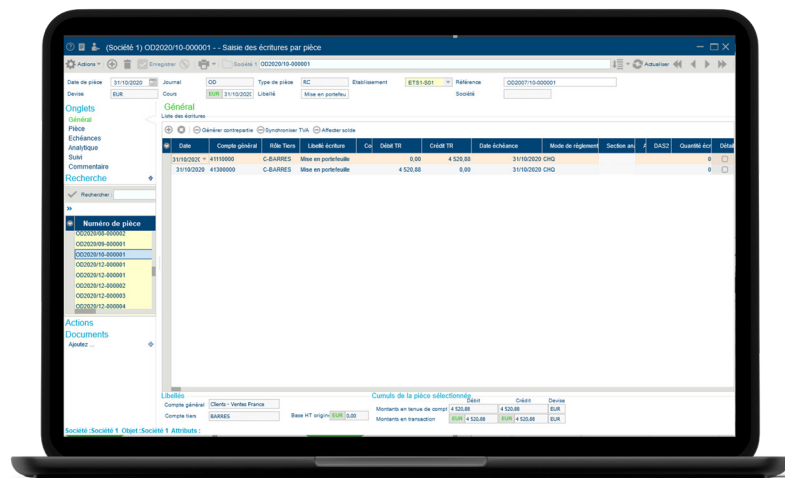 (Société 1) OD2020/10-000001 - - Saisie des écritures par pièce
Actions Enregistrer Société 1 OD2020/10-000001 Actualiser
Date de pièce 31/10/2020 Journal OD Type de pièce RC Etablissement ETS1-S01 Référence OD2007/10-000001
Devise EUR Cours EUR 31/10/202 Libellé Mise en portefeu Société
Onglets
Général
Pièce
Echéances
Analytique
Suivi
Commentaire
Recherche
Rechercher :
»
Numéro de pièce
OD2020/08-000002
OD2020/09-000001
OD2020/10-000001
OD2020/12-000001
OD2020/12-000001
OD2020/12-000002
OD2020/12-000003
OD2020/12-000004
Actions
Documents
Ajoutez ...
Général
Liste des écritures
Générer contrepartie Synchroniser TVA Affecter solde
Date Compte général Rôle Tiers Libellé écriture Co Débit TR Crédit TR Date échéance Mode de règlement Section an DAS2 Quantité écr Détail
31/10/202 41110000 C-BARRES Mise en portefeuille 0,00 4 520,88 31/10/2020 CHQ 0
31/10/2020 41300000 C-BARRES Mise en portefeuille 4 520,88 0,00 31/10/2020 CHQ 0
Libellés
Compte général Clients - Ventes France
Compte tiers BARRES Base HT origin EUR 0,00
Cumuls de la pièce sélectionnée
Débit Crédit Devise
Montants en tenue de compt 4 520,88 4 520,88 EUR
Montants en transaction EUR 4 520,88 EUR 4 520,88 EUR
Société :Société 1 Objet :Société 1 Attributs :